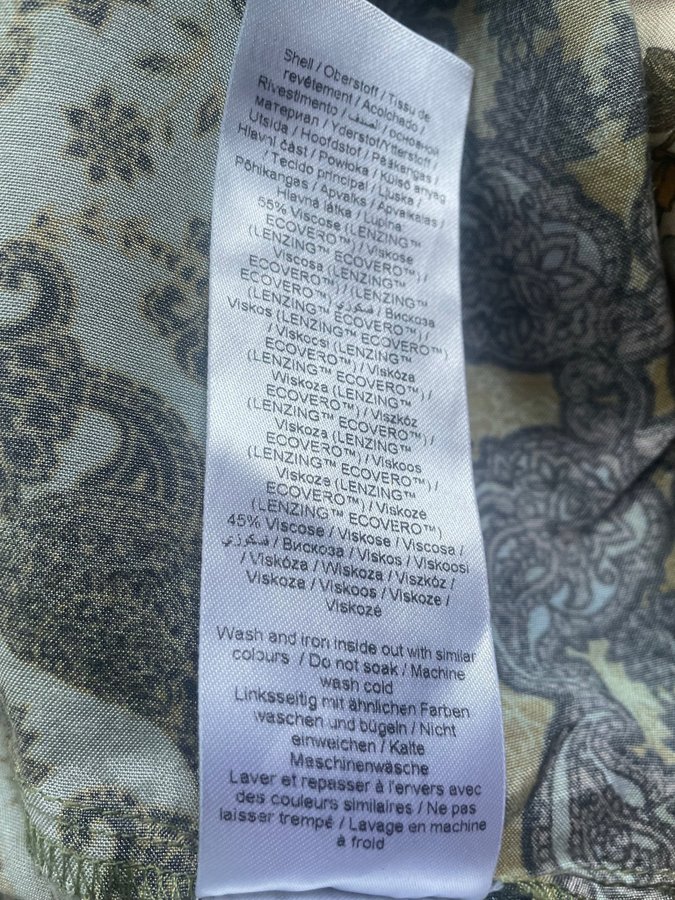 Shell / Oberstoff / Tissu de
revêtement / Acolchado /
Rivestimento / المصنف / основной
материал / Yderstof/Ytterstoff /
Utsida / Hoofdstof / Pääkangas /
Hlavní část / Powłoka / Külső anyag
/ Tecido principal / Ľuska /
Põhikangas / Apvalks / Apvalkalas /
Hlavná látka / Lupina
55% Viscose (LENZING™
ECOVERO™) / Viskose
(LENZING™ ECOVERO™) /
Viscosa (LENZING™
ECOVERO™) / (LENZING™
ECOVERO™) فسكوزي / Вискоза
(LENZING™ ECOVERO™) /
Viskos (LENZING™ ECOVERO™)
/ Viskoosi (LENZING™
ECOVERO™) / Viskóza
(LENZING™ ECOVERO™) /
Wiskoza (LENZING™
ECOVERO™) / Viszkóz
(LENZING™ ECOVERO™) /
Viskoza (LENZING™
ECOVERO™) / Viskoos
(LENZING™ ECOVERO™) /
Viskoze (LENZING™
ECOVERO™) / Viskozė
(LENZING™ ECOVERO™)
45% Viscose / Viskose / Viscosa /
فسكوزي / Вискоза / Viskos / Viskoosi
/ Viskóza / Wiskoza / Viszkóz /
Viskoza / Viskoos / Viskoze /
Viskozė
Wash and iron inside out with similar
colours / Do not soak / Machine
wash cold
Linksseitig mit ähnlichen Farben
waschen und bügeln / Nicht
einweichen / Kalte
Maschinenwäsche
Laver et repasser à l'envers avec
des couleurs similaires / Ne pas
laisser trempé / Lavage en machine
à froid